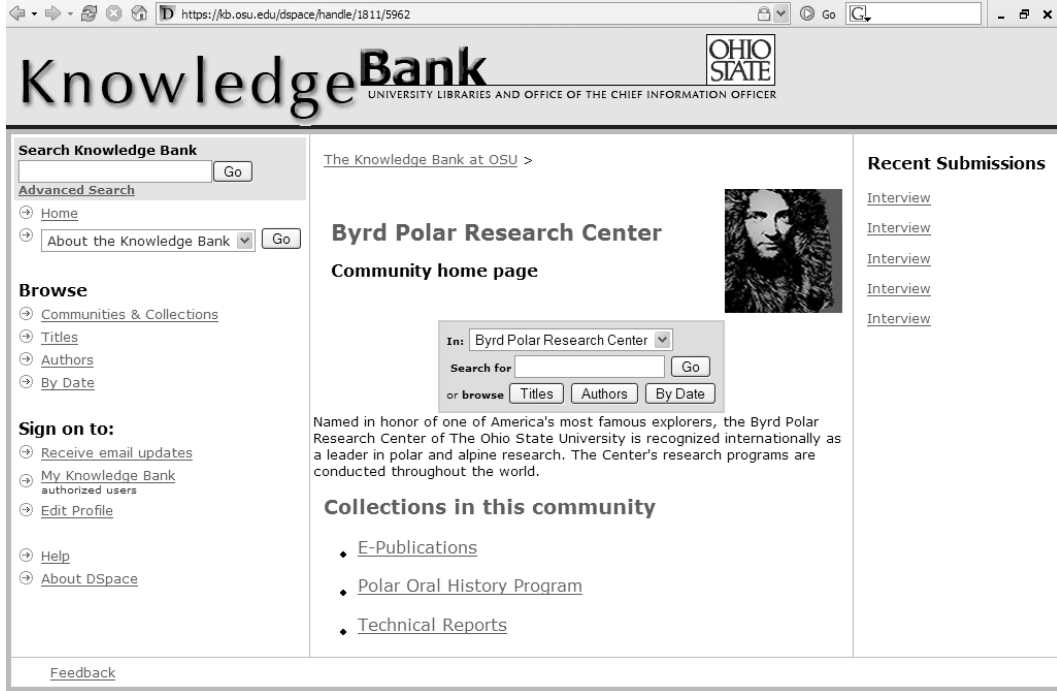 https://kb.osu.edu/dspace/handle/1811/5962
Go
G
KnowledgeBank
OHIO
STATE
UNIVERSITY LIBRARIES AND OFFICE OF THE CHIEF INFORMATION OFFICER
Search Knowledge Bank
Go
Advanced Search
Home
About the Knowledge Bank
Go
Browse
Communities & Collections
Titles
Authors
By Date
Sign on to:
Receive email updates
My Knowledge Bank
authorized users
Edit Profile
Help
About DSpace
The Knowledge Bank at OSU >
Byrd Polar Research Center
Community home page
In: Byrd Polar Research Center
Search for
Go
or browse Titles Authors By Date
Named in honor of one of America's most famous explorers, the Byrd Polar
Research Center of The Ohio State University is recognized internationally as
a leader in polar and alpine research. The Center's research programs are
conducted throughout the world.
Collections in this community
E-Publications
Polar Oral History Program
Technical Reports
Recent Submissions
Interview
Interview
Interview
Interview
Interview
Feedback